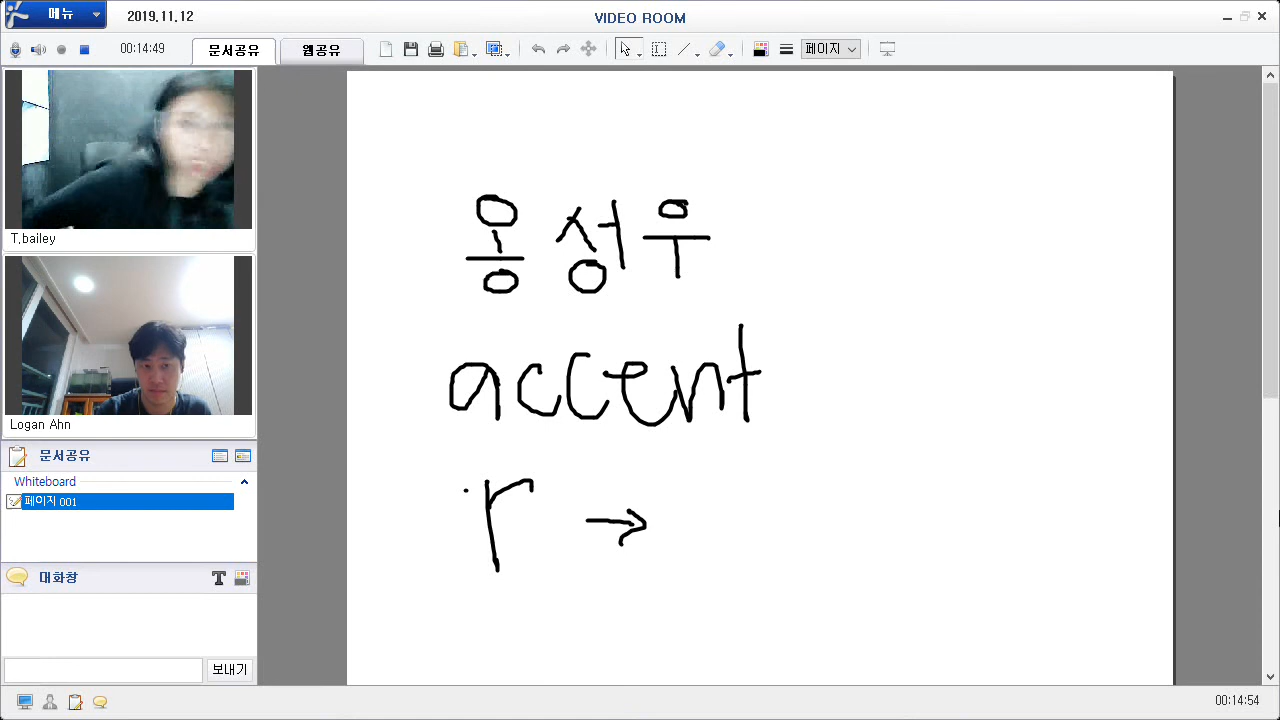 메뉴
2019.11.12
VIDEO ROOM
00:14:49
문서공유
웹공유
페이지
T.bailey
Logan Ahn
문서공유
Whiteboard
페이지 001
대화창
T
보내기
옹성우
accent
r →
00:14:54